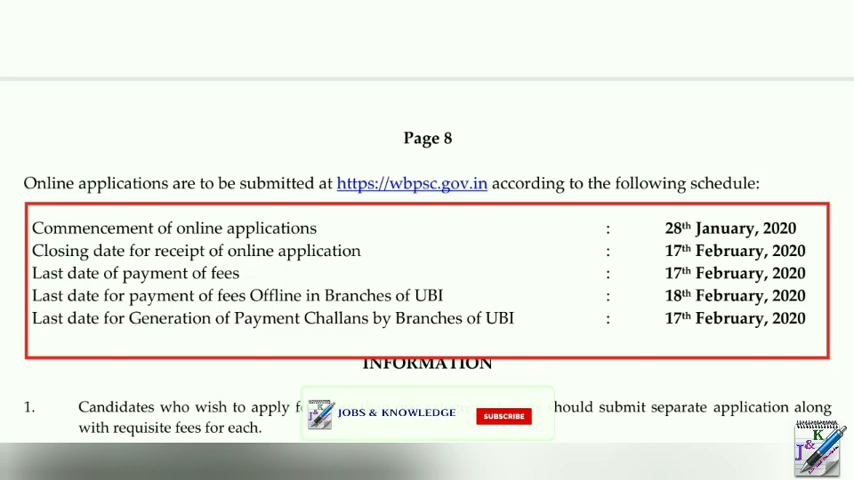 Page 8
Online applications are to be submitted at https://wbpsc.gov.in according to the following schedule:
Commencement of online applications : 28th January, 2020
Closing date for receipt of online application : 17th February, 2020
Last date of payment of fees : 17th February, 2020
Last date for payment of fees Offline in Branches of UBI : 18th February, 2020
Last date for Generation of Payment Challans by Branches of UBI : 17th February, 2020
INFORMATION
1. Candidates who wish to apply should submit separate application along
with requisite fees for each.
JOBS & KNOWLEDGE SUBSCRIBE
J&K